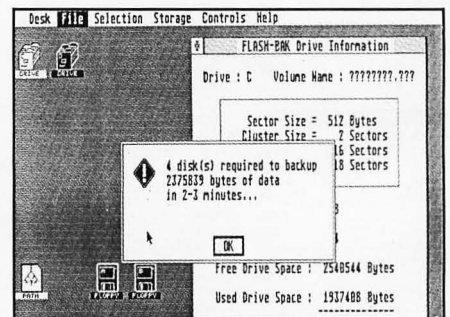 Desk File Selection Storage Controls Help
FLASH-BAK Drive Information
DRIVE
DRIVE
Drive : C Volume Name : ????????.???
Sector Size = 512 Bytes
Cluster Size = 2 Sectors
16 Sectors
18 Sectors
4 disk(s) required to backup
2375839 bytes of data
in 2-3 minutes...
OK
Free Drive Space : 2540544 Bytes
Used Drive Space : 1937408 Bytes
PATH
FLOPPY
FLOPPY